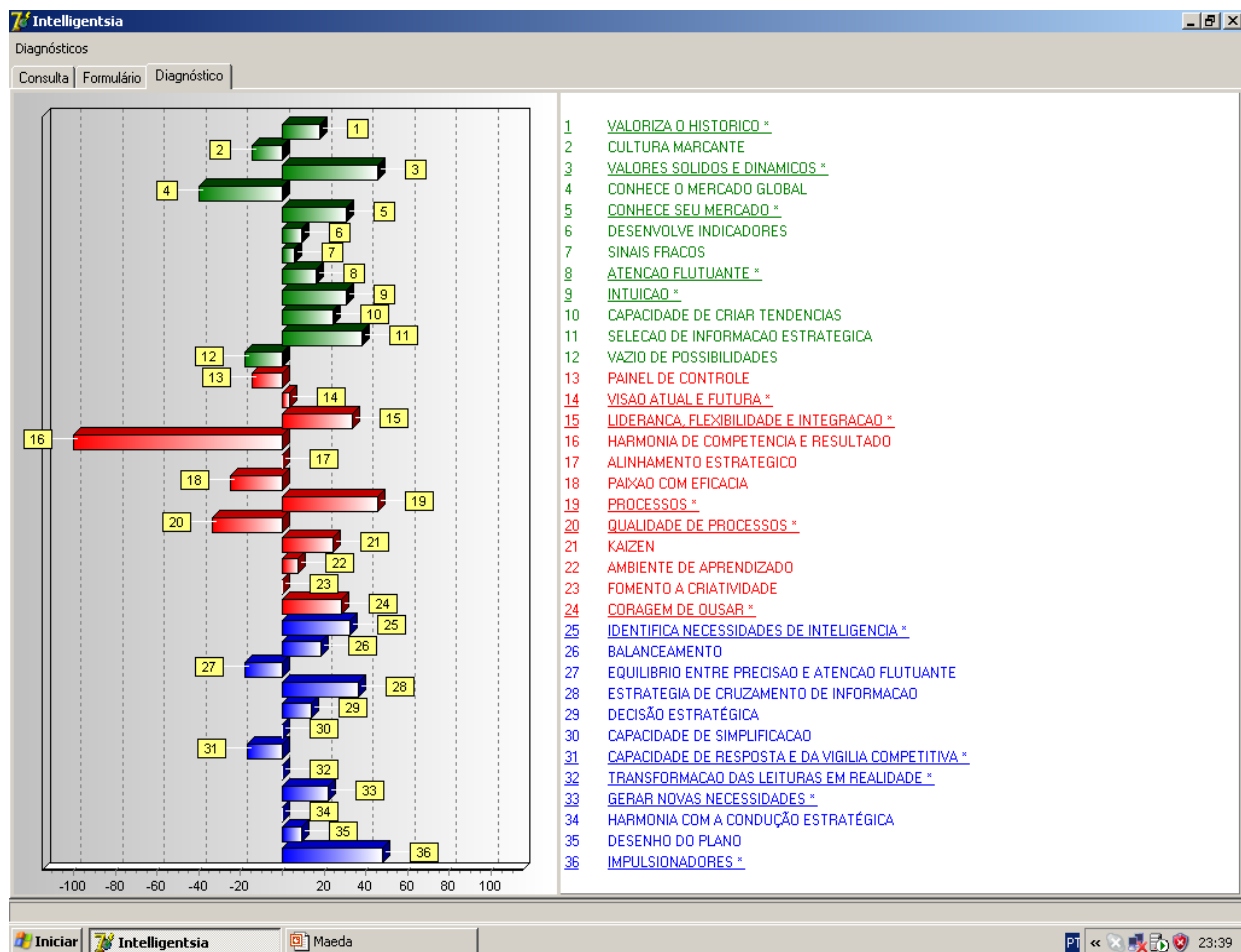 Intelligentsia
Diagnósticos
Consulta Formulário Diagnóstico
1
2
3
4
5
6
7
8
9
10
11
12
13
14
15
16
17
18
19
20
21
22
23
24
25
26
27
28
29
30
31
32
33
34
35
36
-100 -80 -60 -40 -20 20 40 60 80 100
1 VALORIZA O HISTORICO *
2 CULTURA MARCANTE
3 VALORES SOLIDOS E DINAMICOS *
4 CONHECE O MERCADO GLOBAL
5 CONHECE SEU MERCADO *
6 DESENVOLVE INDICADORES
7 SINAIS FRACOS
8 ATENCAO FLUTUANTE *
9 INTUICAO *
10 CAPACIDADE DE CRIAR TENDENCIAS
11 SELECAO DE INFORMACAO ESTRATEGICA
12 VAZIO DE POSSIBILIDADES
13 PAINEL DE CONTROLE
14 VISAO ATUAL E FUTURA *
15 LIDERANCA, FLEXIBILIDADE E INTEGRACAO *
16 HARMONIA DE COMPETENCIA E RESULTADO
17 ALINHAMENTO ESTRATEGICO
18 PAIXAO COM EFICACIA
19 PROCESSOS *
20 QUALIDADE DE PROCESSOS *
21 KAIZEN
22 AMBIENTE DE APRENDIZADO
23 FOMENTO A CRIATIVIDADE
24 CORAGEM DE OUSAR *
25 IDENTIFICA NECESSIDADES DE INTELIGENCIA *
26 BALANCEAMENTO
27 EQUILIBRIO ENTRE PRECISAO E ATENCAO FLUTUANTE
28 ESTRATEGIA DE CRUZAMENTO DE INFORMACAO
29 DECISÃO ESTRATÉGICA
30 CAPACIDADE DE SIMPLIFICACAO
31 CAPACIDADE DE RESPOSTA E DA VIGILIA COMPETITIVA *
32 TRANSFORMACAO DAS LEITURAS EM REALIDADE *
33 GERAR NOVAS NECESSIDADES *
34 HARMONIA COM A CONDUÇÃO ESTRATÉGICA
35 DESENHO DO PLANO
36 IMPULSIONADORES *
Iniciar Intelligentsia Maeda PT « 23:39